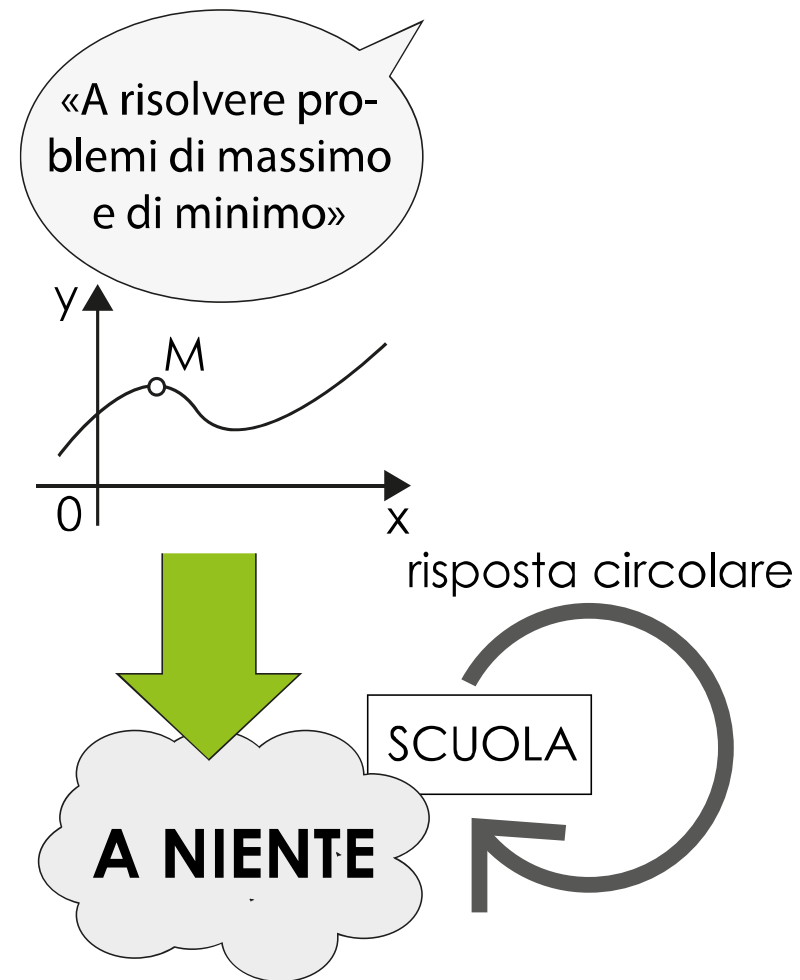 «A risolvere pro-
blemi di massimo
e di minimo»
y
M
0
x
risposta circolare
SCUOLA
A NIENTE